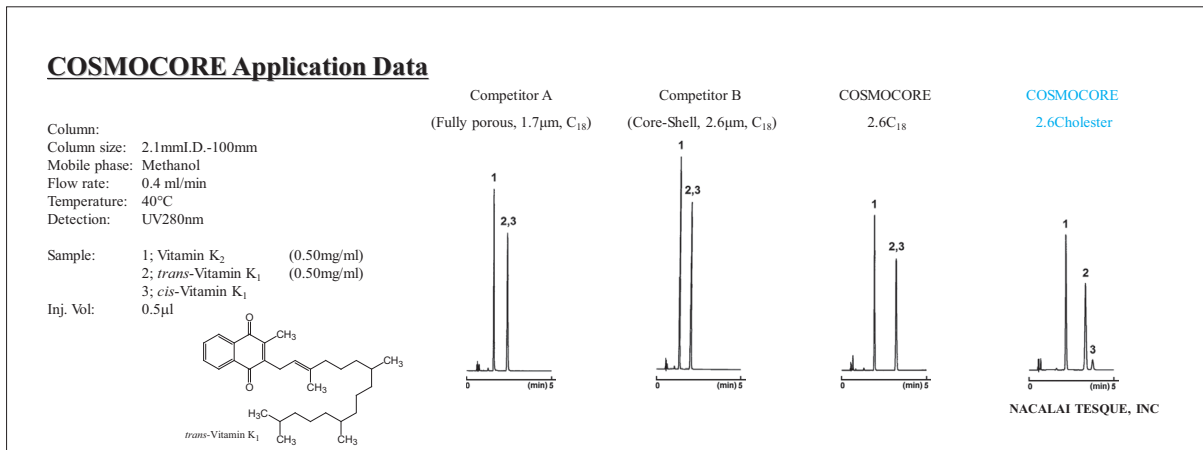 COSMOCORE Application Data
Column:
Column size: 2.1mmI.D.-100mm
Mobile phase: Methanol
Flow rate: 0.4 ml/min
Temperature: 40°C
Detection: UV280nm
Sample: 1; Vitamin K₂ (0.50mg/ml)
2; trans-Vitamin K₁ (0.50mg/ml)
3; cis-Vitamin K₁
Inj. Vol: 0.5µl
O
CH₃
O
CH₃
CH₃
H₃C
CH₃
CH₃
trans-Vitamin K₁
Competitor A
(Fully porous, 1.7µm, C₁₈)
1
2,3
0 (min) 5
Competitor B
(Core-Shell, 2.6µm, C₁₈)
1
2,3
0 (min) 5
COSMOCORE
2.6C₁₈
1
2,3
0 (min) 5
COSMOCORE
2.6Cholester
1
2
3
0 (min) 5
NACALAI TESQUE, INC